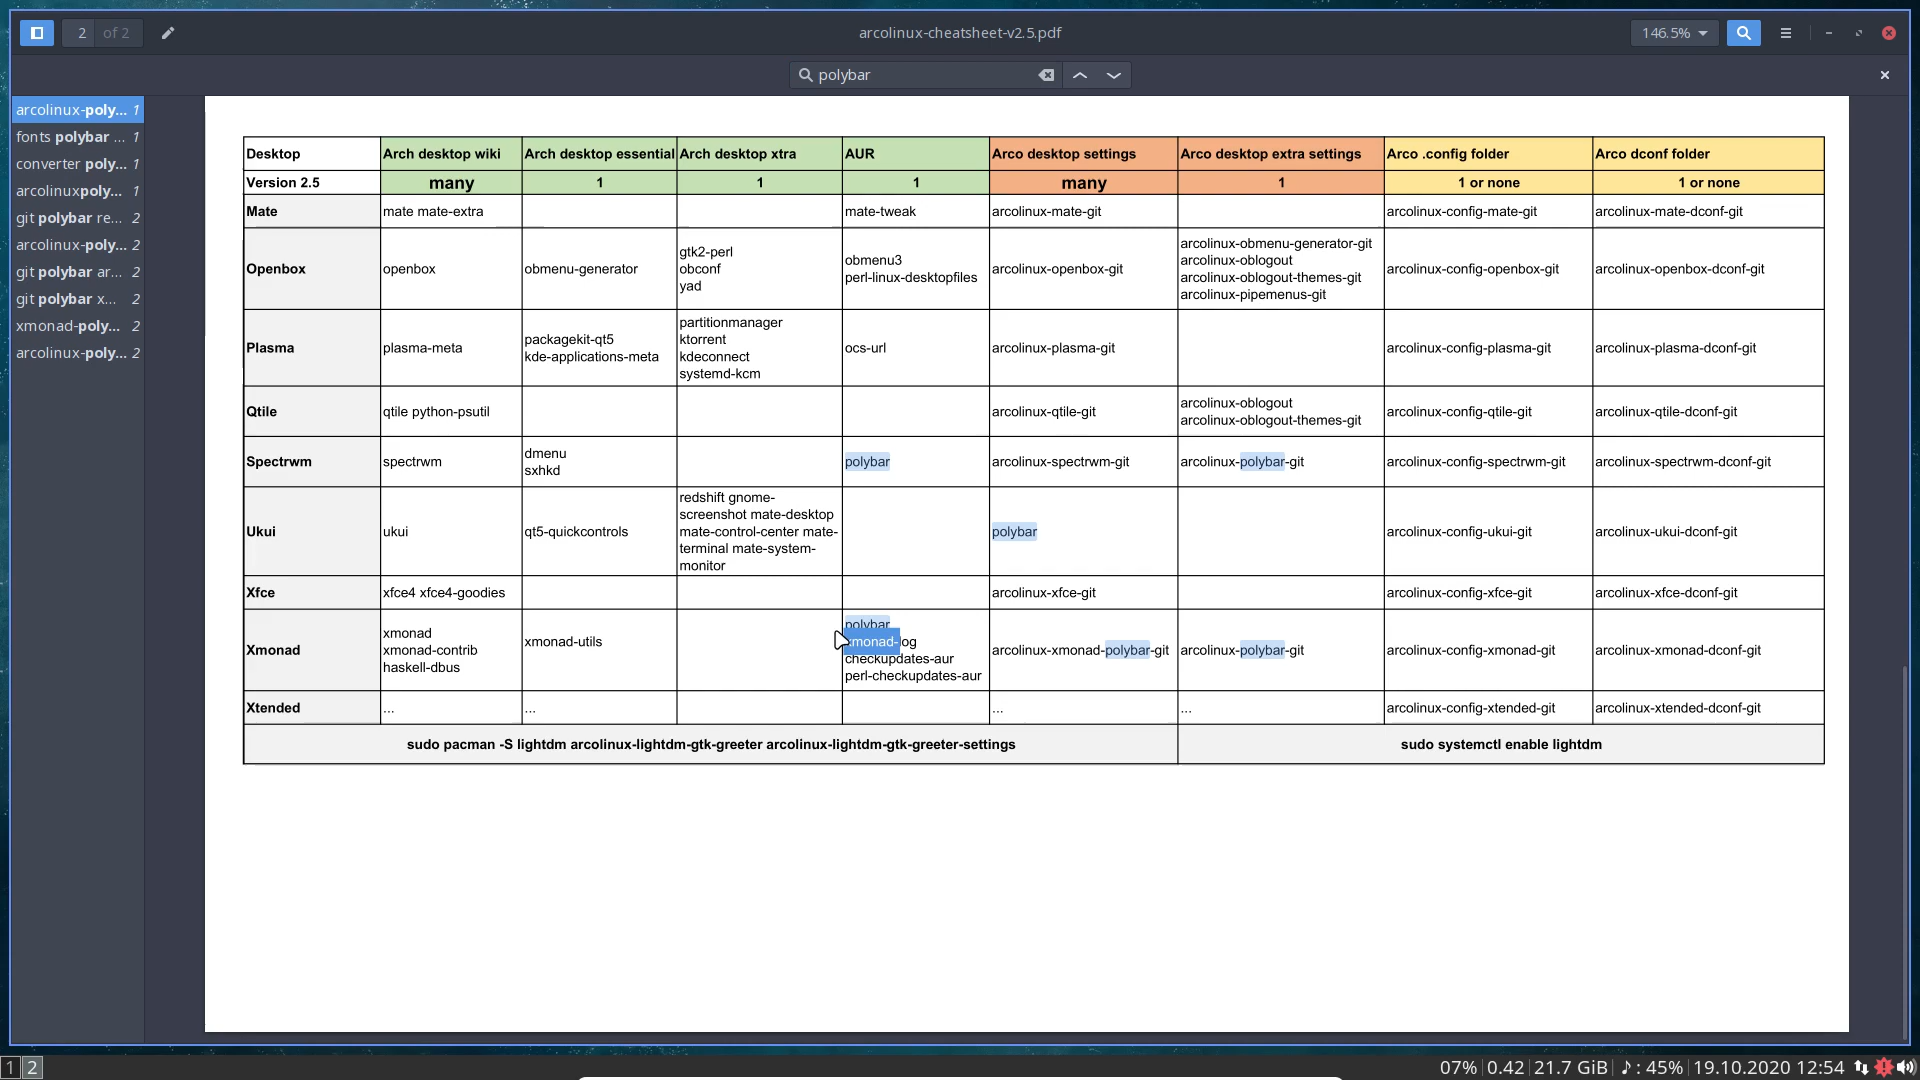 2 of 2
arcolinux-cheatsheet-v2.5.pdf
146.5%
polybar
arcolinux-poly... 1
fonts polybar ... 1
converter poly... 1
arcolinuxpoly... 1
git polybar re... 2
arcolinux-poly... 2
git polybar ar... 2
git polybar x... 2
xmonad-poly... 2
arcolinux-poly... 2
Desktop Arch desktop wiki Arch desktop essential Arch desktop xtra AUR Arco desktop settings Arco desktop extra settings Arco .config folder Arco dconf folder
Version 2.5 many 1 1 1 many 1 1 or none 1 or none
Mate mate mate-extra mate-tweak arcolinux-mate-git arcolinux-config-mate-git arcolinux-mate-dconf-git
Openbox openbox obmenu-generator
gtk2-perl
obconf
yad
obmenu3
perl-linux-desktopfiles
arcolinux-openbox-git
arcolinux-obmenu-generator-git
arcolinux-oblogout
arcolinux-oblogout-themes-git
arcolinux-pipemenus-git
arcolinux-config-openbox-git arcolinux-openbox-dconf-git
Plasma plasma-meta
packagekit-qt5
kde-applications-meta
partitionmanager
ktorrent
kdeconnect
systemd-kcm
ocs-url arcolinux-plasma-git arcolinux-config-plasma-git arcolinux-plasma-dconf-git
Qtile qtile python-psutil arcolinux-qtile-git
arcolinux-oblogout
arcolinux-oblogout-themes-git
arcolinux-config-qtile-git arcolinux-qtile-dconf-git
Spectrwm spectrwm
dmenu
sxhkd
polybar arcolinux-spectrwm-git arcolinux-polybar-git arcolinux-config-spectrwm-git arcolinux-spectrwm-dconf-git
Ukui ukui qt5-quickcontrols
redshift gnome-
screenshot mate-desktop
mate-control-center mate-
terminal mate-system-
monitor
polybar arcolinux-config-ukui-git arcolinux-ukui-dconf-git
Xfce xfce4 xfce4-goodies arcolinux-xfce-git arcolinux-config-xfce-git arcolinux-xfce-dconf-git
Xmonad
xmonad
xmonad-contrib
haskell-dbus
xmonad-utils
polybar
xmonad-log
checkupdates-aur
perl-checkupdates-aur
arcolinux-xmonad-polybar-git arcolinux-polybar-git arcolinux-config-xmonad-git arcolinux-xmonad-dconf-git
Xtended ... ... ... ... arcolinux-config-xtended-git arcolinux-xtended-dconf-git
sudo pacman -S lightdm arcolinux-lightdm-gtk-greeter arcolinux-lightdm-gtk-greeter-settings sudo systemctl enable lightdm
1 2 07% 0.42 21.7 GiB ♪: 45% 19.10.2020 12:54